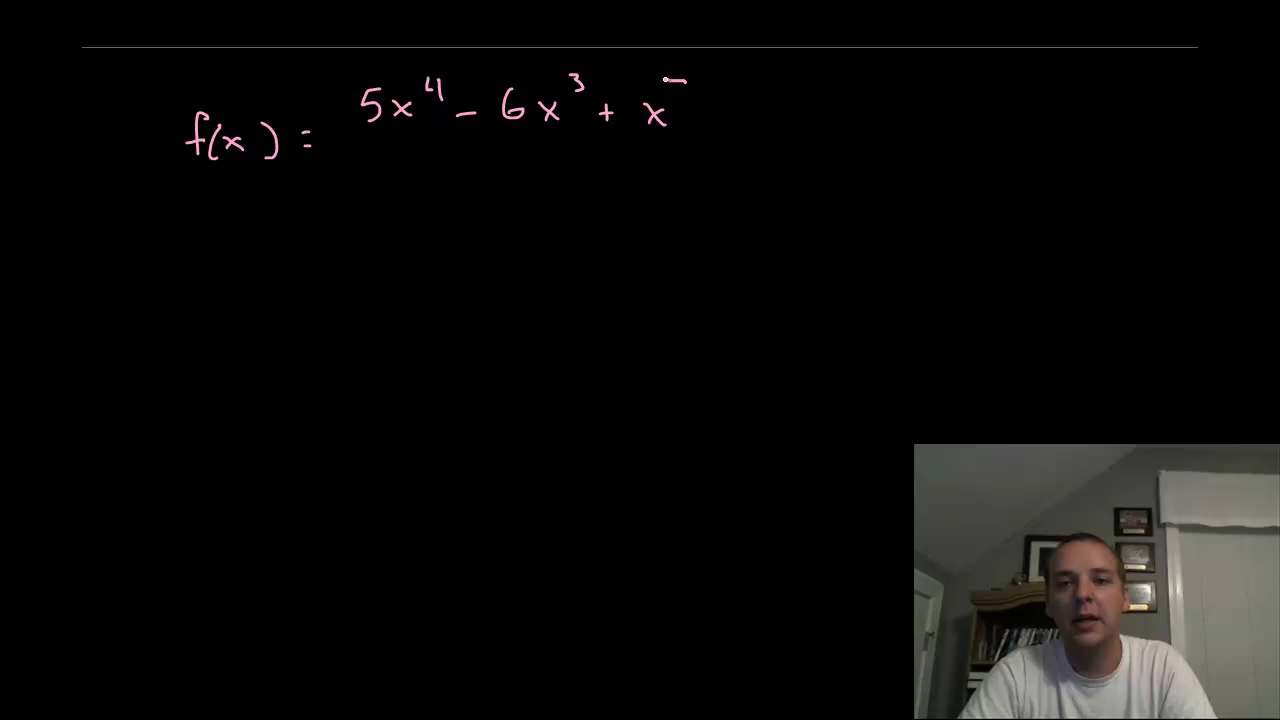 f(x) = 5x⁴ - 6x³ + x⁻